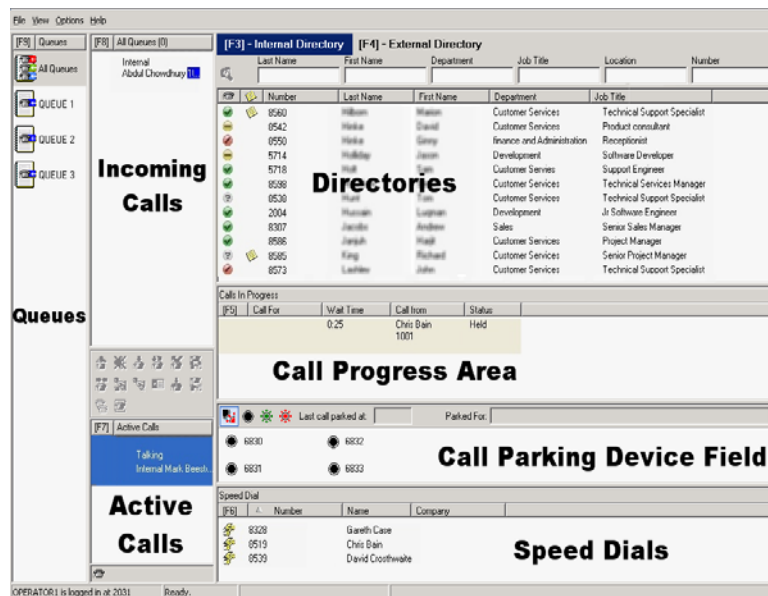 File View Options Help
[F9] Queues
[F8] All Queues (0)
[F3] - Internal Directory [F4] - External Directory
All Queues
QUEUE 1
QUEUE 2
QUEUE 3
Queues
Internal
Abdul Chowdhury
Incoming
Calls
Last Name First Name Department Job Title Location Number
Number Last Name First Name Department Job Title
8560 Customer Services Technical Support Specialist
8542 Customer Services Product consultant
8550 finance and Administration Receptionist
5714 Development Software Developer
5718 Customer Servies Support Engineer
8598 Customer Services Technical Services Manager
8538 Customer Services Technical Support Specialist
2004 Development Jr Software Engineer
8307 Sales Senior Sales Manager
8586 Customer Services Project Manager
8585 Customer Services Senior Project Manager
8573 Customer Services Technical Support Specialist
Directories
Calls In Progress
[F5] Call For Wait Time Call from Status
0:25 Chris Bain Held
1001
Call Progress Area
Last call parked at: Parked For:
6830 6832
6831 6833
Call Parking Device Field
[F7] Active Calls
Talking
Internal Mark Beesh..
Active
Calls
Speed Dial
[F6] Number Name Company
8328 Gareth Case
8519 Chris Bain
8539 David Crosthwaite
Speed Dials
OPERATOR1 is logged in at 2031 Ready.